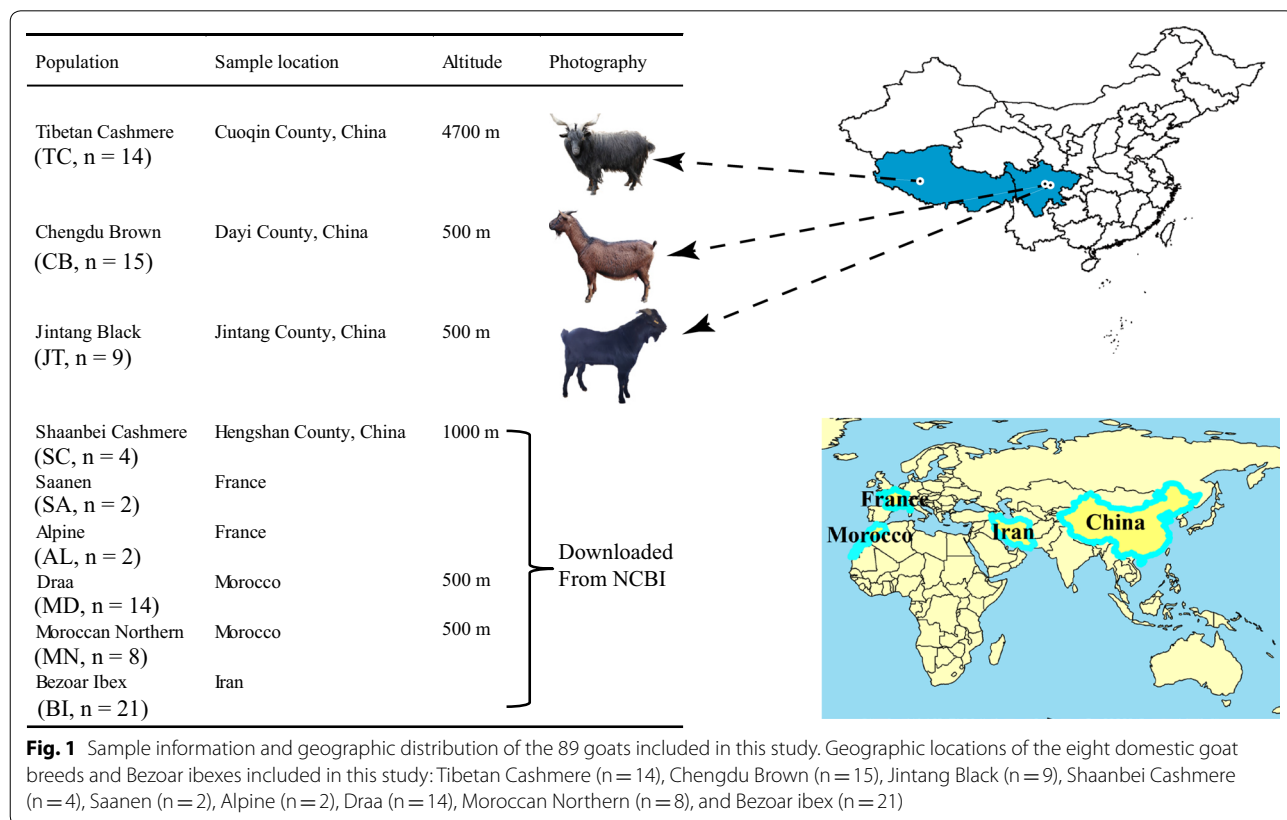 Population Sample location Altitude Photography
Tibetan Cashmere Cuoqin County, China 4700 m
(TC, n = 14)
Chengdu Brown Dayi County, China 500 m
(CB, n = 15)
Jintang Black Jintang County, China 500 m
(JT, n = 9)
Shaanbei Cashmere Hengshan County, China 1000 m
(SC, n = 4)
Saanen France
(SA, n = 2)
Alpine France
(AL, n = 2)
Draa Morocco 500 m
(MD, n = 14)
Moroccan Northern Morocco 500 m
(MN, n = 8)
Bezoar Ibex Iran
(BI, n = 21)
Downloaded
From NCBI
France
Morocco
Iran
China
Fig. 1 Sample information and geographic distribution of the 89 goats included in this study. Geographic locations of the eight domestic goat
breeds and Bezoar ibexes included in this study: Tibetan Cashmere (n = 14), Chengdu Brown (n = 15), Jintang Black (n = 9), Shaanbei Cashmere
(n = 4), Saanen (n = 2), Alpine (n = 2), Draa (n = 14), Moroccan Northern (n = 8), and Bezoar ibex (n = 21)